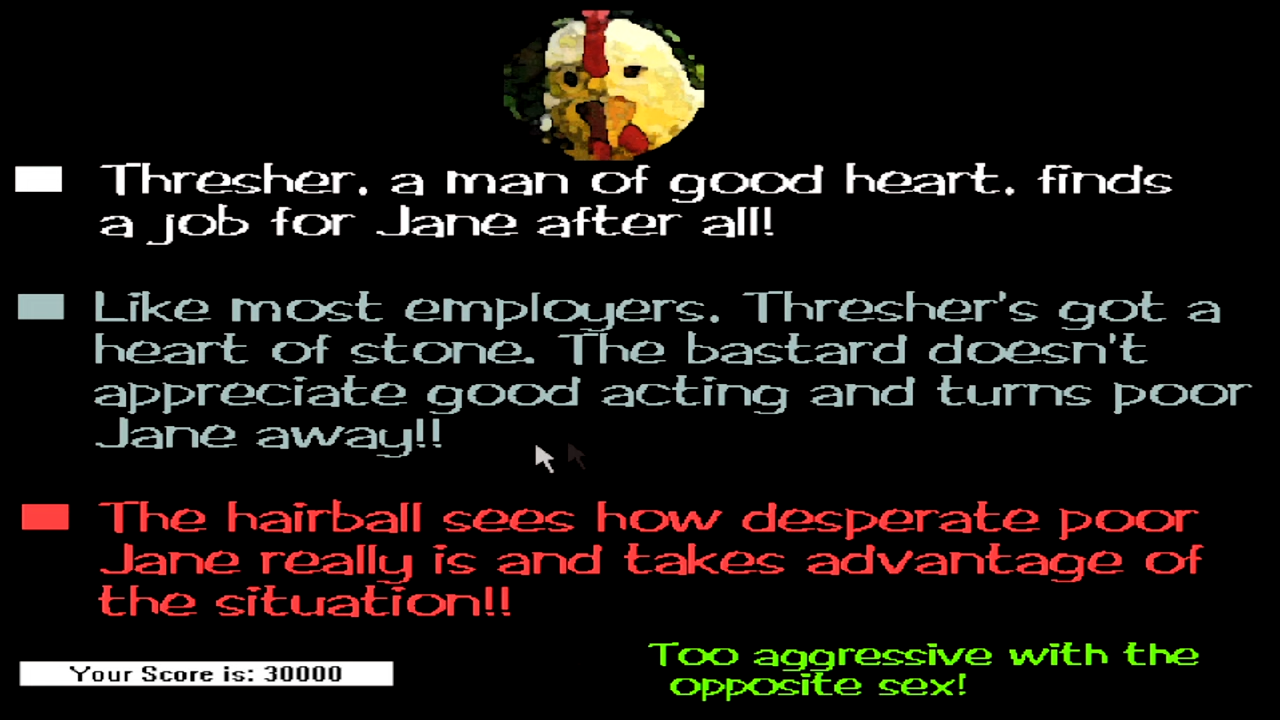 Thresher. a man of good heart. finds
a job for Jane after all!
Like most employers. Thresher's got a
heart of stone. The bastard doesn't
appreciate good acting and turns poor
Jane away!!
The hairball sees how desperate poor
Jane really is and takes advantage of
the situation!!
Your Score is: 30000
Too aggressive with the
opposite sex!